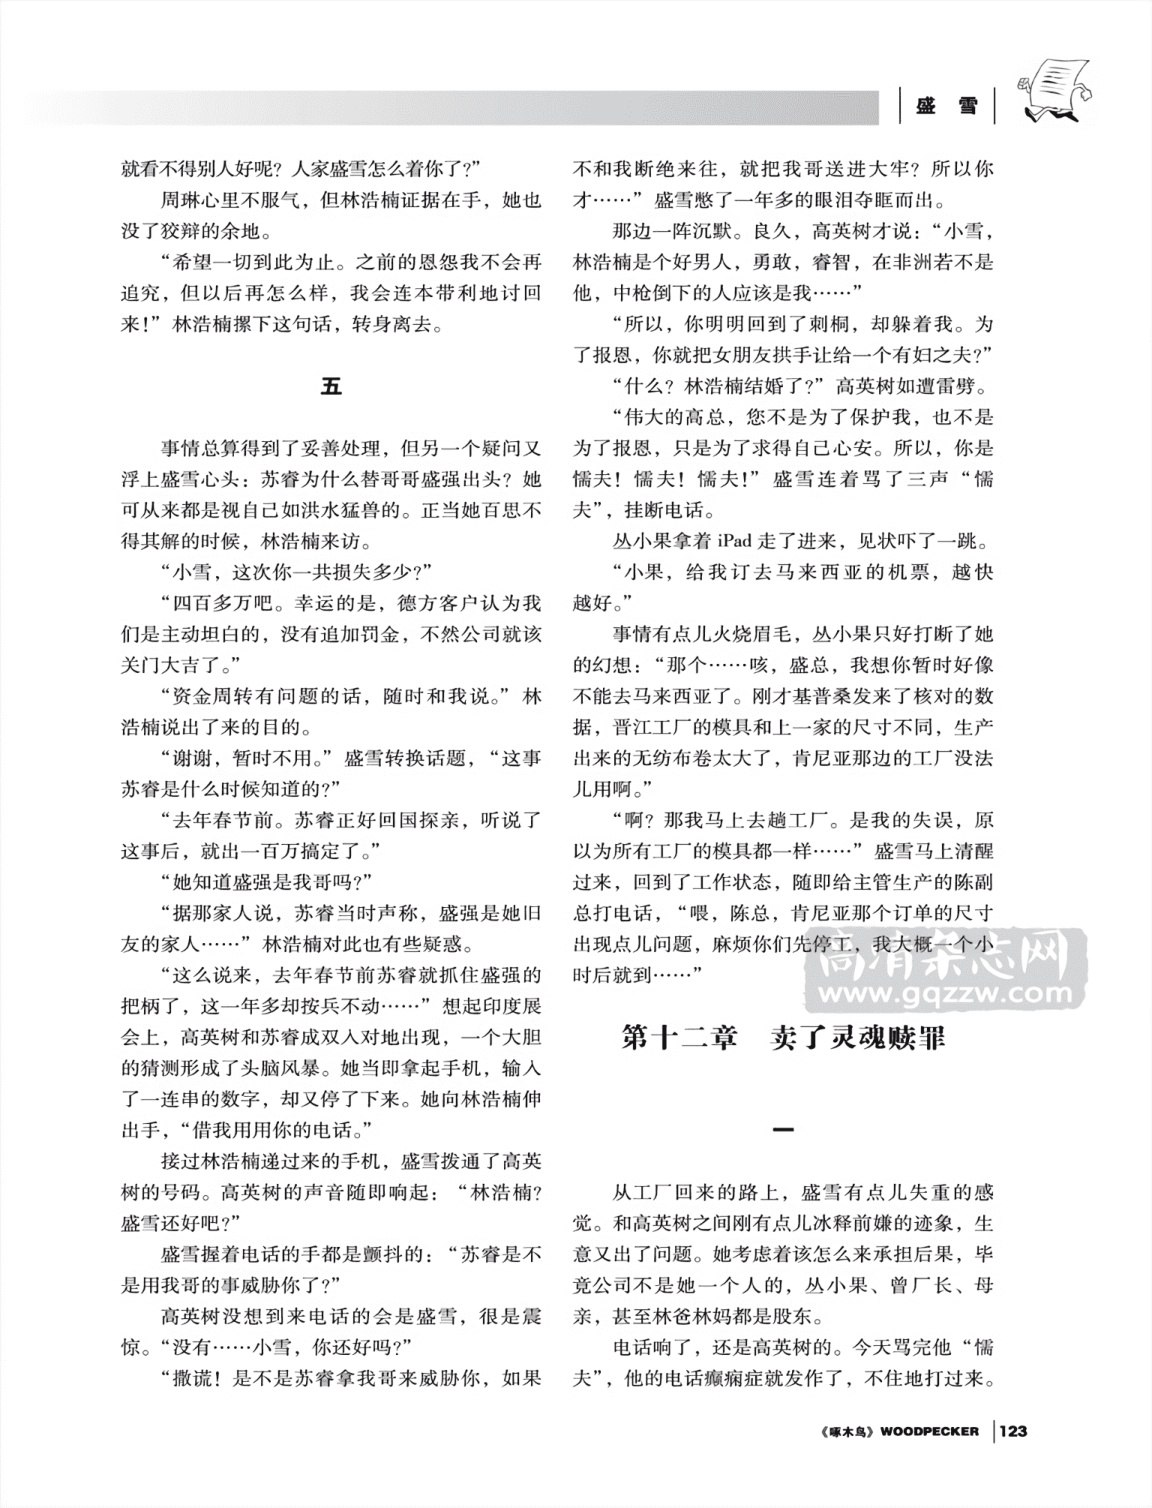 盛 雪
就看不得别人好呢？人家盛雪怎么着你了？”
周琳心里不服气，但林浩楠证据在手，她也
没了狡辩的余地。
“希望一切到此为止。之前的恩怨我不会再
追究，但以后再怎么样，我会连本带利地讨回
来！”林浩楠摞下这句话，转身离去。
五
事情总算得到了妥善处理，但另一个疑问又
浮上盛雪心头：苏睿为什么替哥哥盛强出头？她
可从来都是视自己如洪水猛兽的。正当她百思不
得其解的时候，林浩楠来访。
“小雪，这次你一共损失多少？”
“四百多万吧。幸运的是，德方客户认为我
们是主动坦白的，没有追加罚金，不然公司就该
关门大吉了。”
“资金周转有问题的话，随时和我说。”林
浩楠说出了来的目的。
“谢谢，暂时不用。”盛雪转换话题，“这事
苏睿是什么时候知道的？”
“去年春节前。苏睿正好回国探亲，听说了
这事后，就出一百万搞定了。”
“她知道盛强是我哥吗？”
“据那家人说，苏睿当时声称，盛强是她旧
友的家人……”林浩楠对此也有些疑惑。
“这么说来，去年春节前苏睿就抓住盛强的
把柄了，这一年多却按兵不动……”想起印度展
会上，高英树和苏睿成双入对地出现，一个大胆
的猜测形成了头脑风暴。她当即拿起手机，输入
了一连串的数字，却又停了下来。她向林浩楠伸
出手，“借我用用你的电话。”
接过林浩楠递过来的手机，盛雪拨通了高英
树的号码。高英树的声音随即响起：“林浩楠？
盛雪还好吧？”
盛雪握着电话的手都是颤抖的：“苏睿是不
是用我哥的事威胁你了？”
高英树没想到来电话的会是盛雪，很是震
惊。“没有……小雪，你还好吗？”
“撒谎！是不是苏睿拿我哥来威胁你，如果
不和我断绝来往，就把我哥送进大牢？所以你
才……”盛雪憋了一年多的眼泪夺眶而出。
那边一阵沉默。良久，高英树才说：“小雪，
林浩楠是个好男人，勇敢，睿智，在非洲若不是
他，中枪倒下的人应该是我……”
“所以，你明明回到了刺桐，却躲着我。为
了报恩，你就把女朋友拱手让给一个有妇之夫？”
“什么？林浩楠结婚了？”高英树如遭雷劈。
“伟大的高总，您不是为了保护我，也不是
为了报恩，只是为了求得自己心安。所以，你是
懦夫！懦夫！懦夫！”盛雪连着骂了三声“懦
夫”，挂断电话。
丛小果拿着 iPad 走了进来，见状吓了一跳。
“小果，给我订去马来西亚的机票，越快
越好。”
事情有点儿火烧眉毛，丛小果只好打断了她
的幻想：“那个……咳，盛总，我想你暂时好像
不能去马来西亚了。刚才基普桑发来了核对的数
据，晋江工厂的模具和上一家的尺寸不同，生产
出来的无纺布卷太大了，肯尼亚那边的工厂没法
儿用啊。”
“啊？那我马上去趟工厂。是我的失误，原
以为所有工厂的模具都一样……”盛雪马上清醒
过来，回到了工作状态，随即给主管生产的陈副
总打电话，“喂，陈总，肯尼亚那个订单的尺寸
出现点儿问题，麻烦你们先停工，我大概一个小
时后就到……”
高清杂志网
www.gqzzw.com
第十二章 卖了灵魂赎罪
一
从工厂回来的路上，盛雪有点儿失重的感
觉。和高英树之间刚有点儿冰释前嫌的迹象，生
意又出了问题。她考虑着该怎么来承担后果，毕
竟公司不是她一个人的，丛小果、曾厂长、母
亲，甚至林爸林妈都是股东。
电话响了，还是高英树的。今天骂完他“懦
夫”，他的电话癫痫症就发作了，不住地打过来。
《啄木鸟》WOODPECKER 123